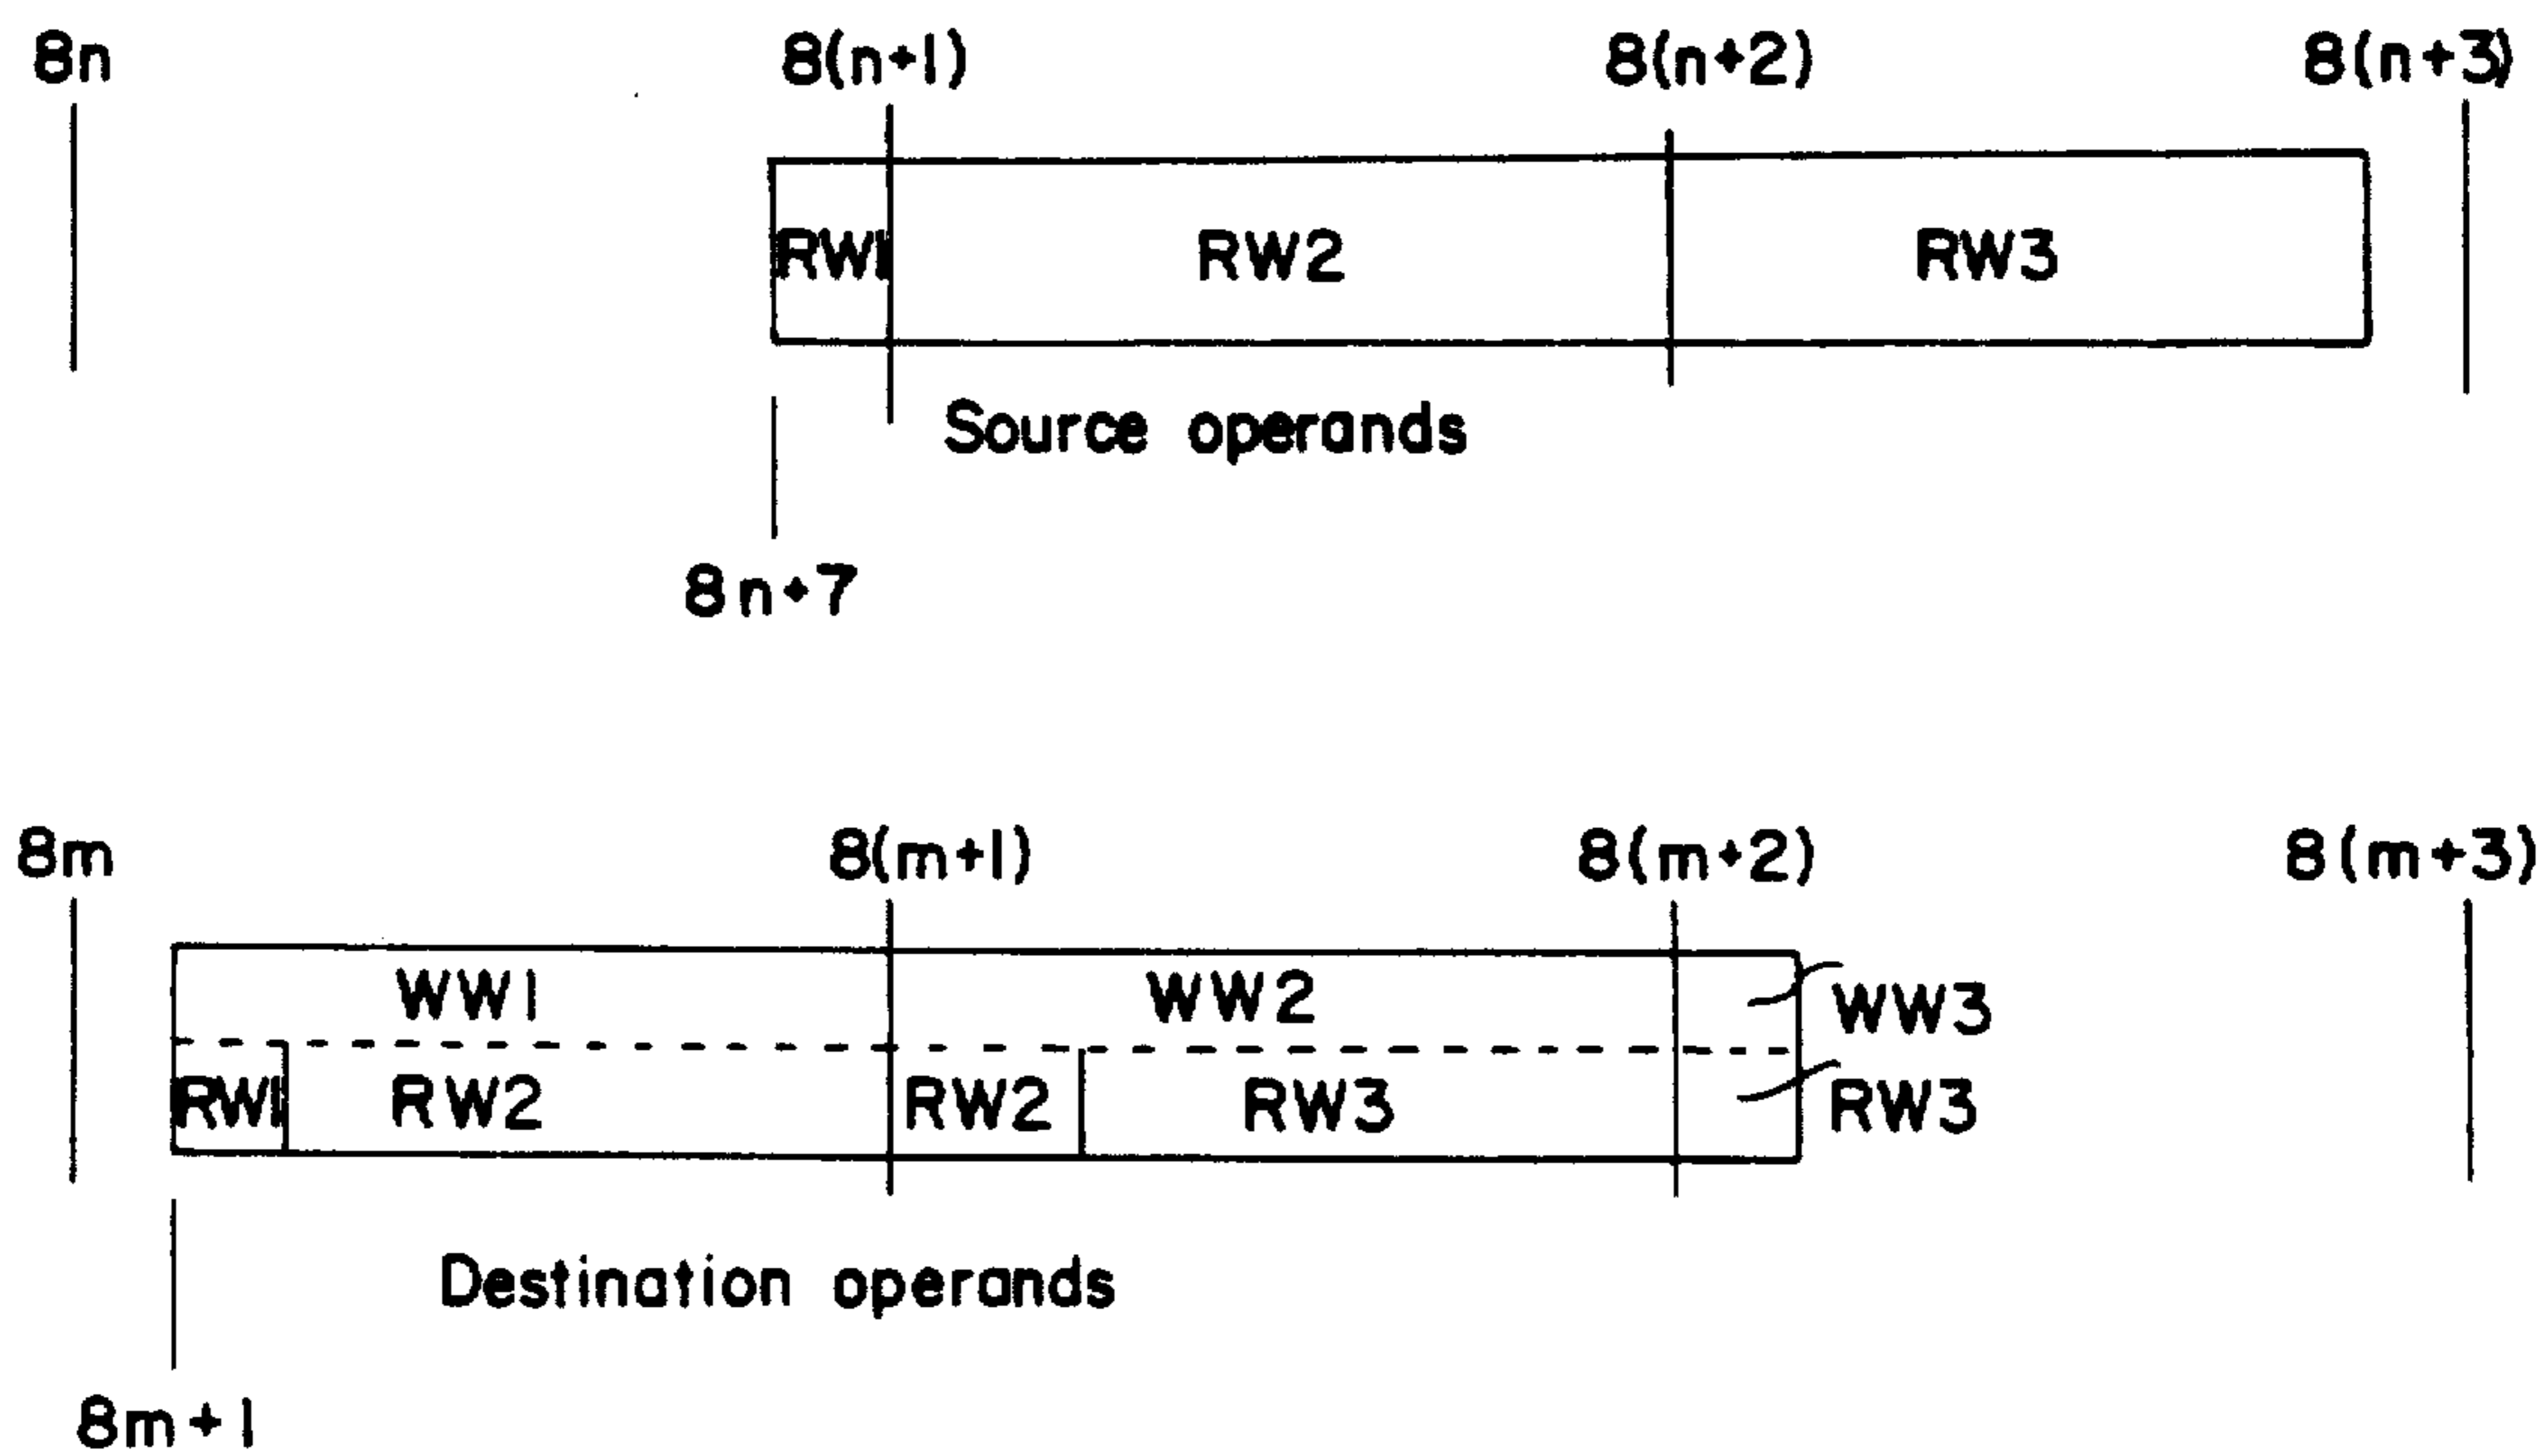 8n 8(n+1) 8(n+2) 8(n+3)
RW1 RW2 RW3
Source operands
8n+7
8m 8(m+1) 8(m+2) 8(m+3)
WW1 WW2 WW3
RW1 RW2 RW2 RW3 RW3
Destination operands
8m+1